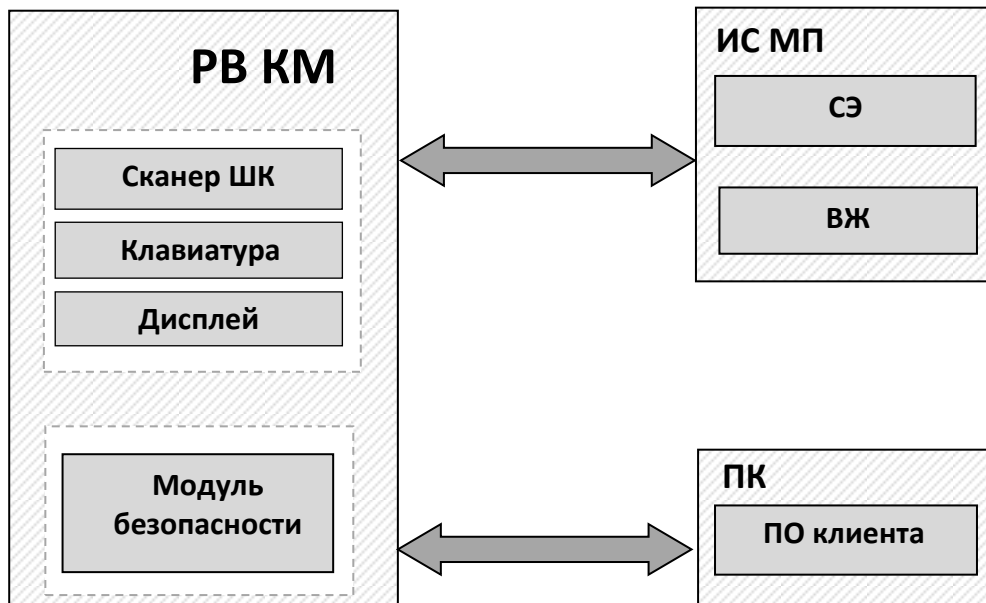 РВ КМ
Сканер ШК
Клавиатура
Дисплей
Модуль
безопасности
ИС МП
СЭ
ВЖ
ПК
ПО клиента